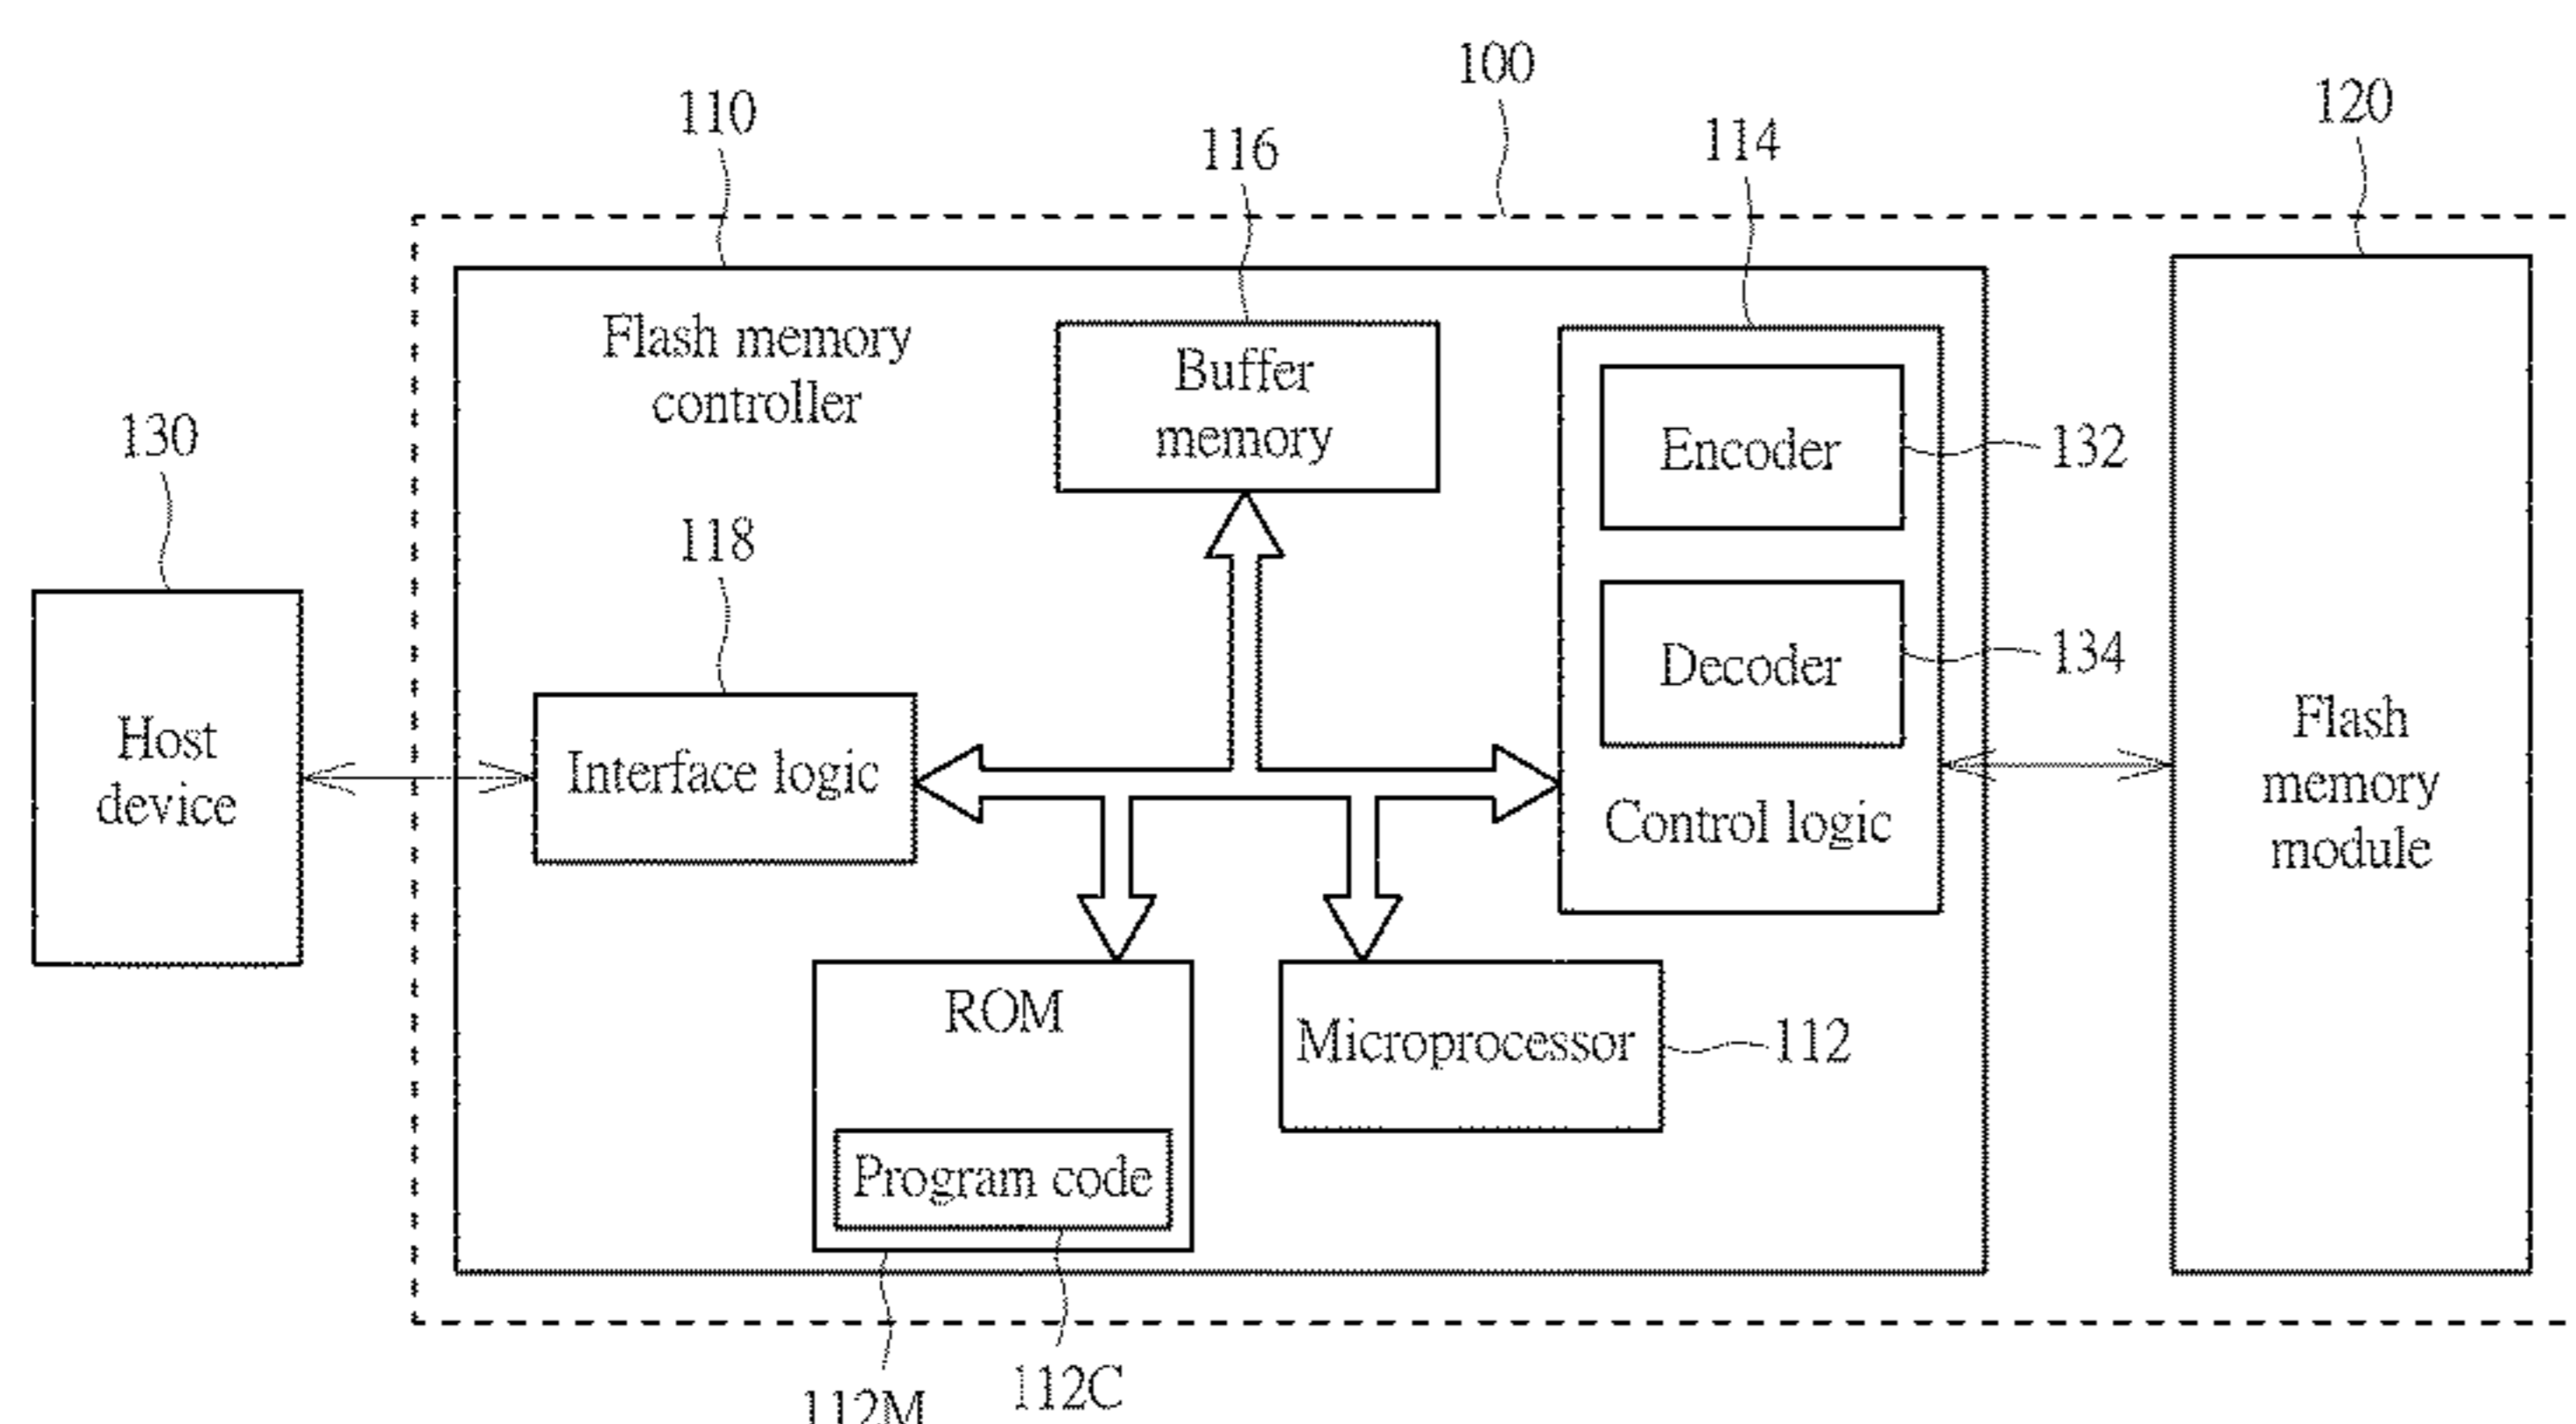 100
110
116
114
120
Flash memory
controller
Buffer
memory
Encoder
132
130
118
Decoder
134
Host
device
Interface logic
Control logic
Flash
memory
module
ROM
Microprocessor
112
Program code
112M
112C